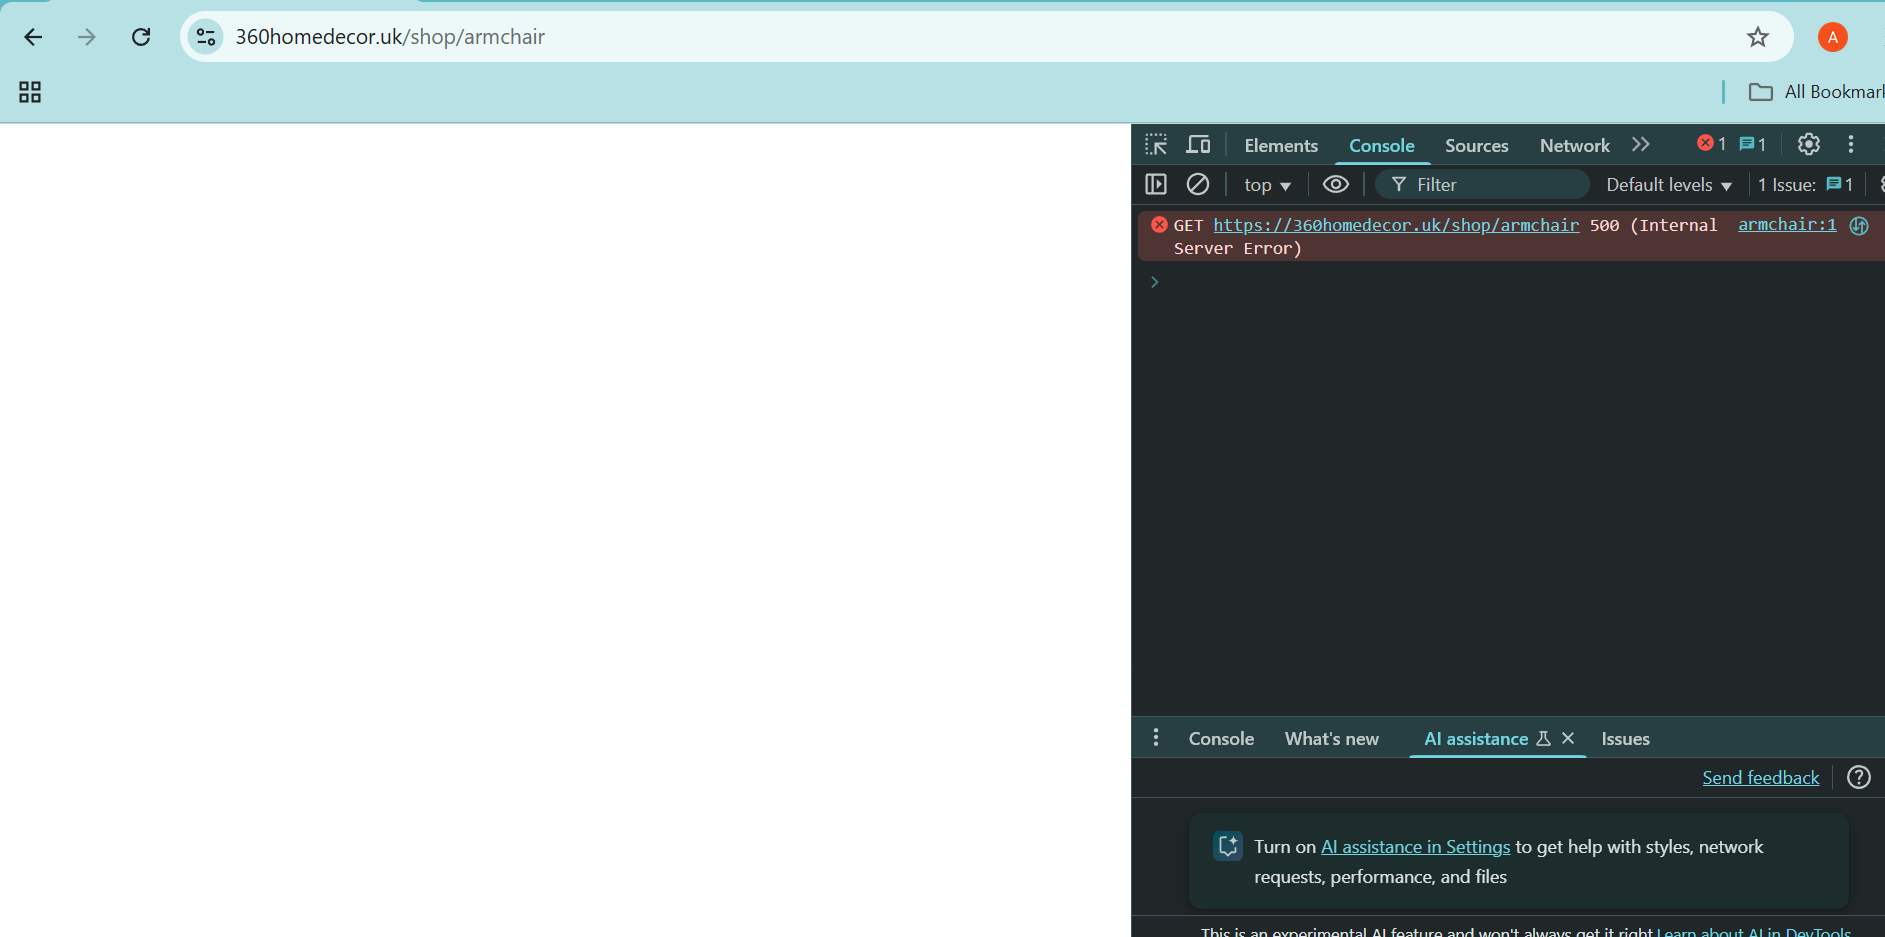 360homedecor.uk/shop/armchair
A
All Bookmark
Elements Console Sources Network 1 1
top Filter Default levels 1 Issue: 1
GET https://360homedecor.uk/shop/armchair 500 (Internal armchair:1
Server Error)
Console What's new AI assistance Issues
Send feedback
Turn on AI assistance in Settings to get help with styles, network
requests, performance, and files
This is an experimental AI feature and won't always get it right Learn about AI in DevTools